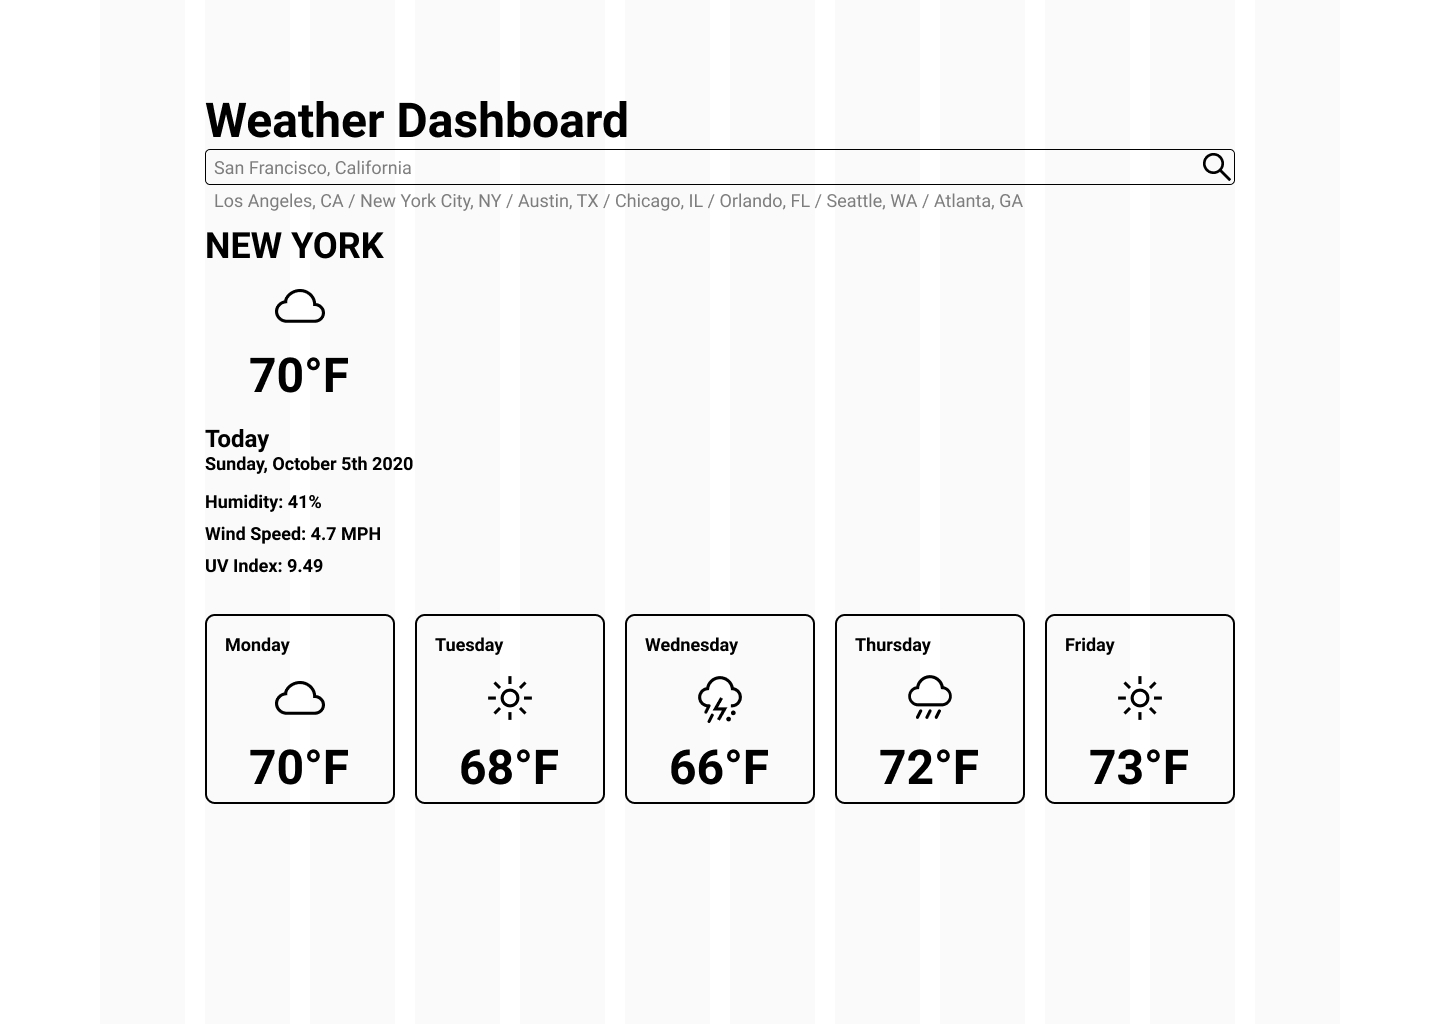 Weather Dashboard
San Francisco, California
Los Angeles, CA / New York City, NY / Austin, TX / Chicago, IL / Orlando, FL / Seattle, WA / Atlanta, GA
NEW YORK
70°F
Today
Sunday, October 5th 2020
Humidity: 41%
Wind Speed: 4.7 MPH
UV Index: 9.49
Monday
70°F
Tuesday
68°F
Wednesday
66°F
Thursday
72°F
Friday
73°F